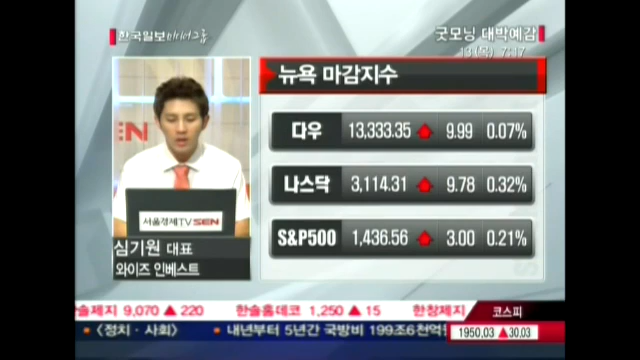 한국일보 미디어그룹
굿모닝 대박예감
13(목) 7:17
뉴욕 마감지수
다우 13,333.35 ▲ 9.99 0.07%
나스닥 3,114.31 ▲ 9.78 0.32%
S&P500 1,436.56 ▲ 3.00 0.21%
SEN
서울경제TV SEN
심기원 대표
와이즈 인베스트
한솔제지 9,070 ▲ 220 한솔홈데코 1,250 ▲ 15 한창제지
코스피
<정치·사회> 내년부터 5년간 국방비 199조6천억원
1950.03 ▲30.03